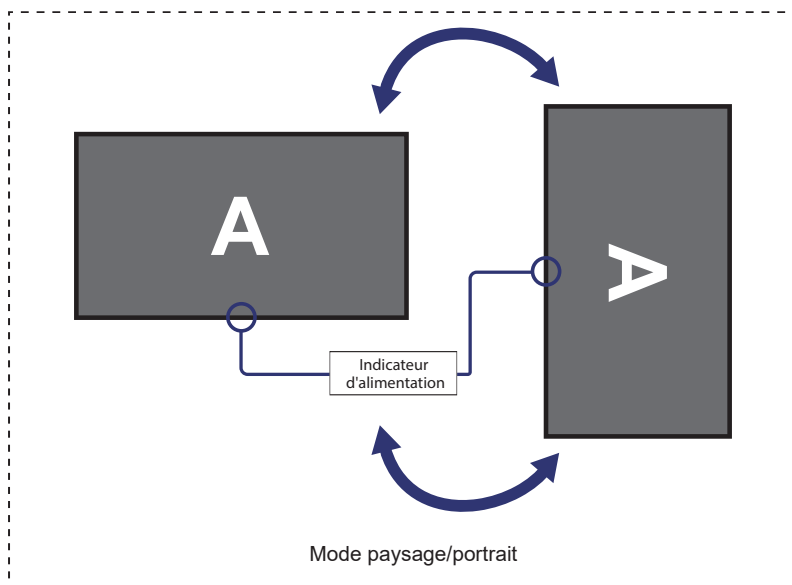 A
A
Indicateur
d'alimentation
Mode paysage/portrait